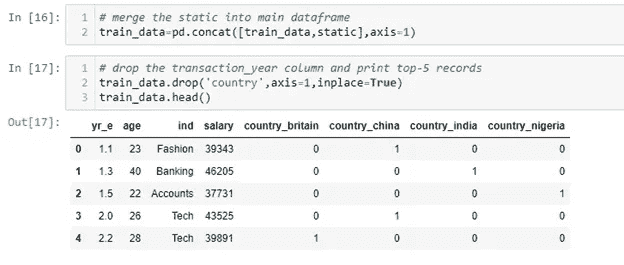 In [16]:
1 # merge the static into main dataframe
2 train_data=pd.concat([train_data,static],axis=1)
In [17]:
1 # drop the transaction_year column and print top-5 records
2 train_data.drop('country',axis=1,inplace=True)
3 train_data.head()
Out[17]:
yr_e age ind salary country_britain country_china country_india country_nigeria
0 1.1 23 Fashion 39343 0 1 0 0
1 1.3 40 Banking 46205 0 0 1 0
2 1.5 22 Accounts 37731 0 0 0 1
3 2.0 26 Tech 43525 0 1 0 0
4 2.2 28 Tech 39891 1 0 0 0